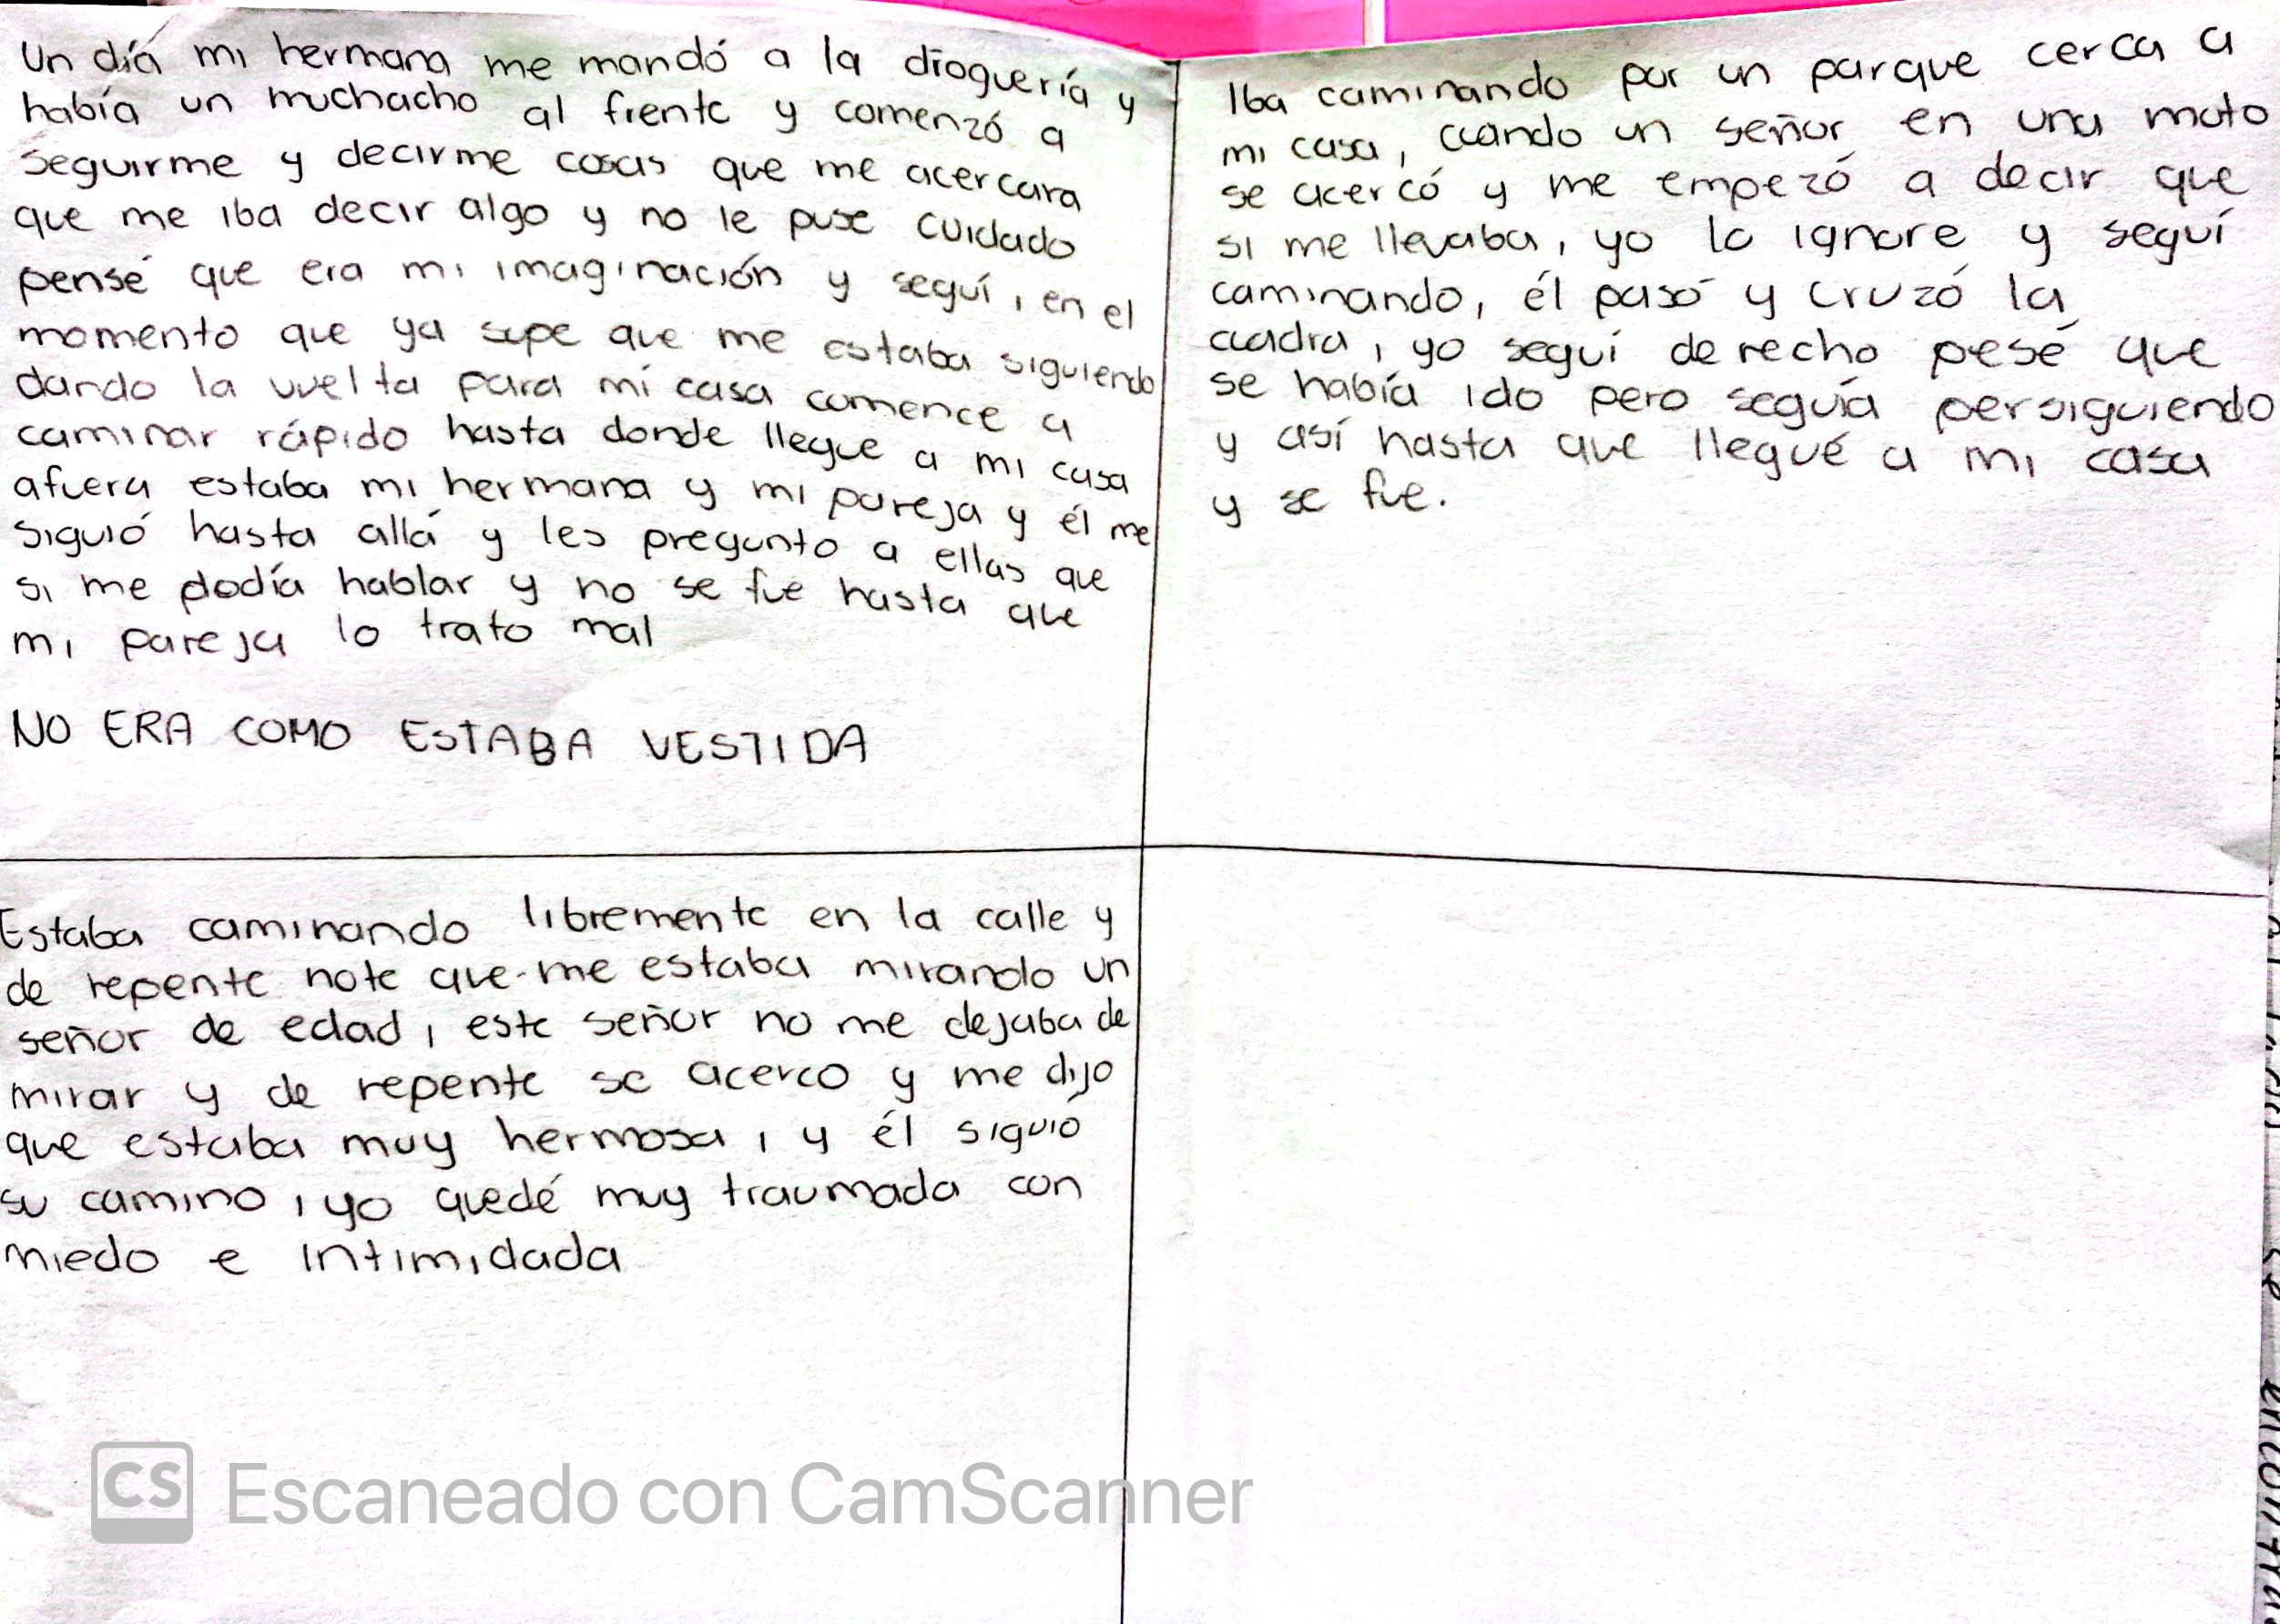 Un día mi hermana me mandó a la droguería y
había un muchacho al frente y comenzó a
seguirme y decirme cosas que me acercara
que me iba decir algo y no le puse cuidado
pensé que era mi imaginación y seguí, en el
momento que ya supe que me estaba siguiendo
dando la vuelta para mi casa comence a
caminar rápido hasta donde llegue a mi casa
afuera estaba mi hermana y mi pareja y él me
siguió hasta allá y les pregunto a ellas que
si me podía hablar y no se fue hasta que
mi pareja lo trato mal
NO ERA COMO ESTABA VESTIDA
Iba caminando por un parque cerca a
mi casa, cuando un señor en una moto
se acercó y me empezó a decir que
si me llevaba, yo lo ignore y seguí
caminando, él pasó y cruzó la
cuadra, yo seguí derecho pesé que
se había ido pero seguía persiguiendo
y así hasta que llegué a mi casa
y se fue.
Estaba caminando libremente en la calle y
de repente note que me estaba mirando un
señor de edad, este señor no me dejaba de
mirar y de repente se acerco y me dijo
que estaba muy hermosa, y él siguió
su camino, yo quedé muy traumada con
miedo e intimidada
CS Escaneado con CamScanner